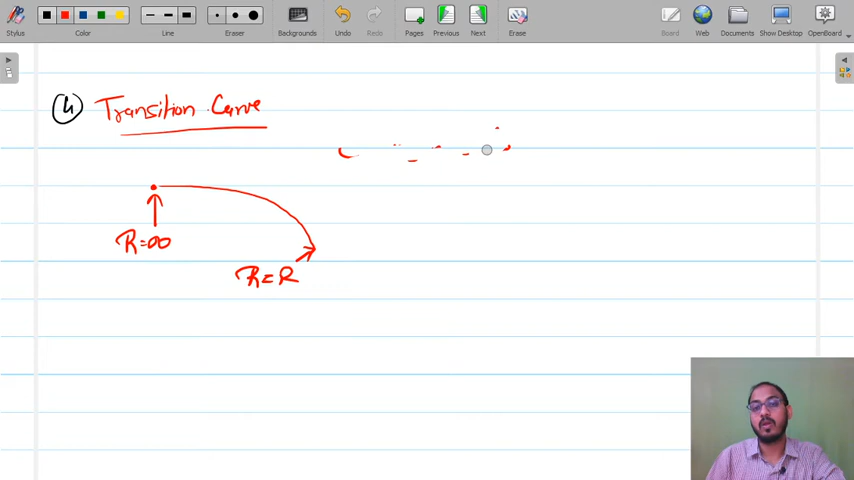 Stylus Color Line Eraser Backgrounds Undo Redo Pages Previous Next Erase Board Web Documents Show Desktop OpenBoard
(4) Transition Curve
R=∞
R=R